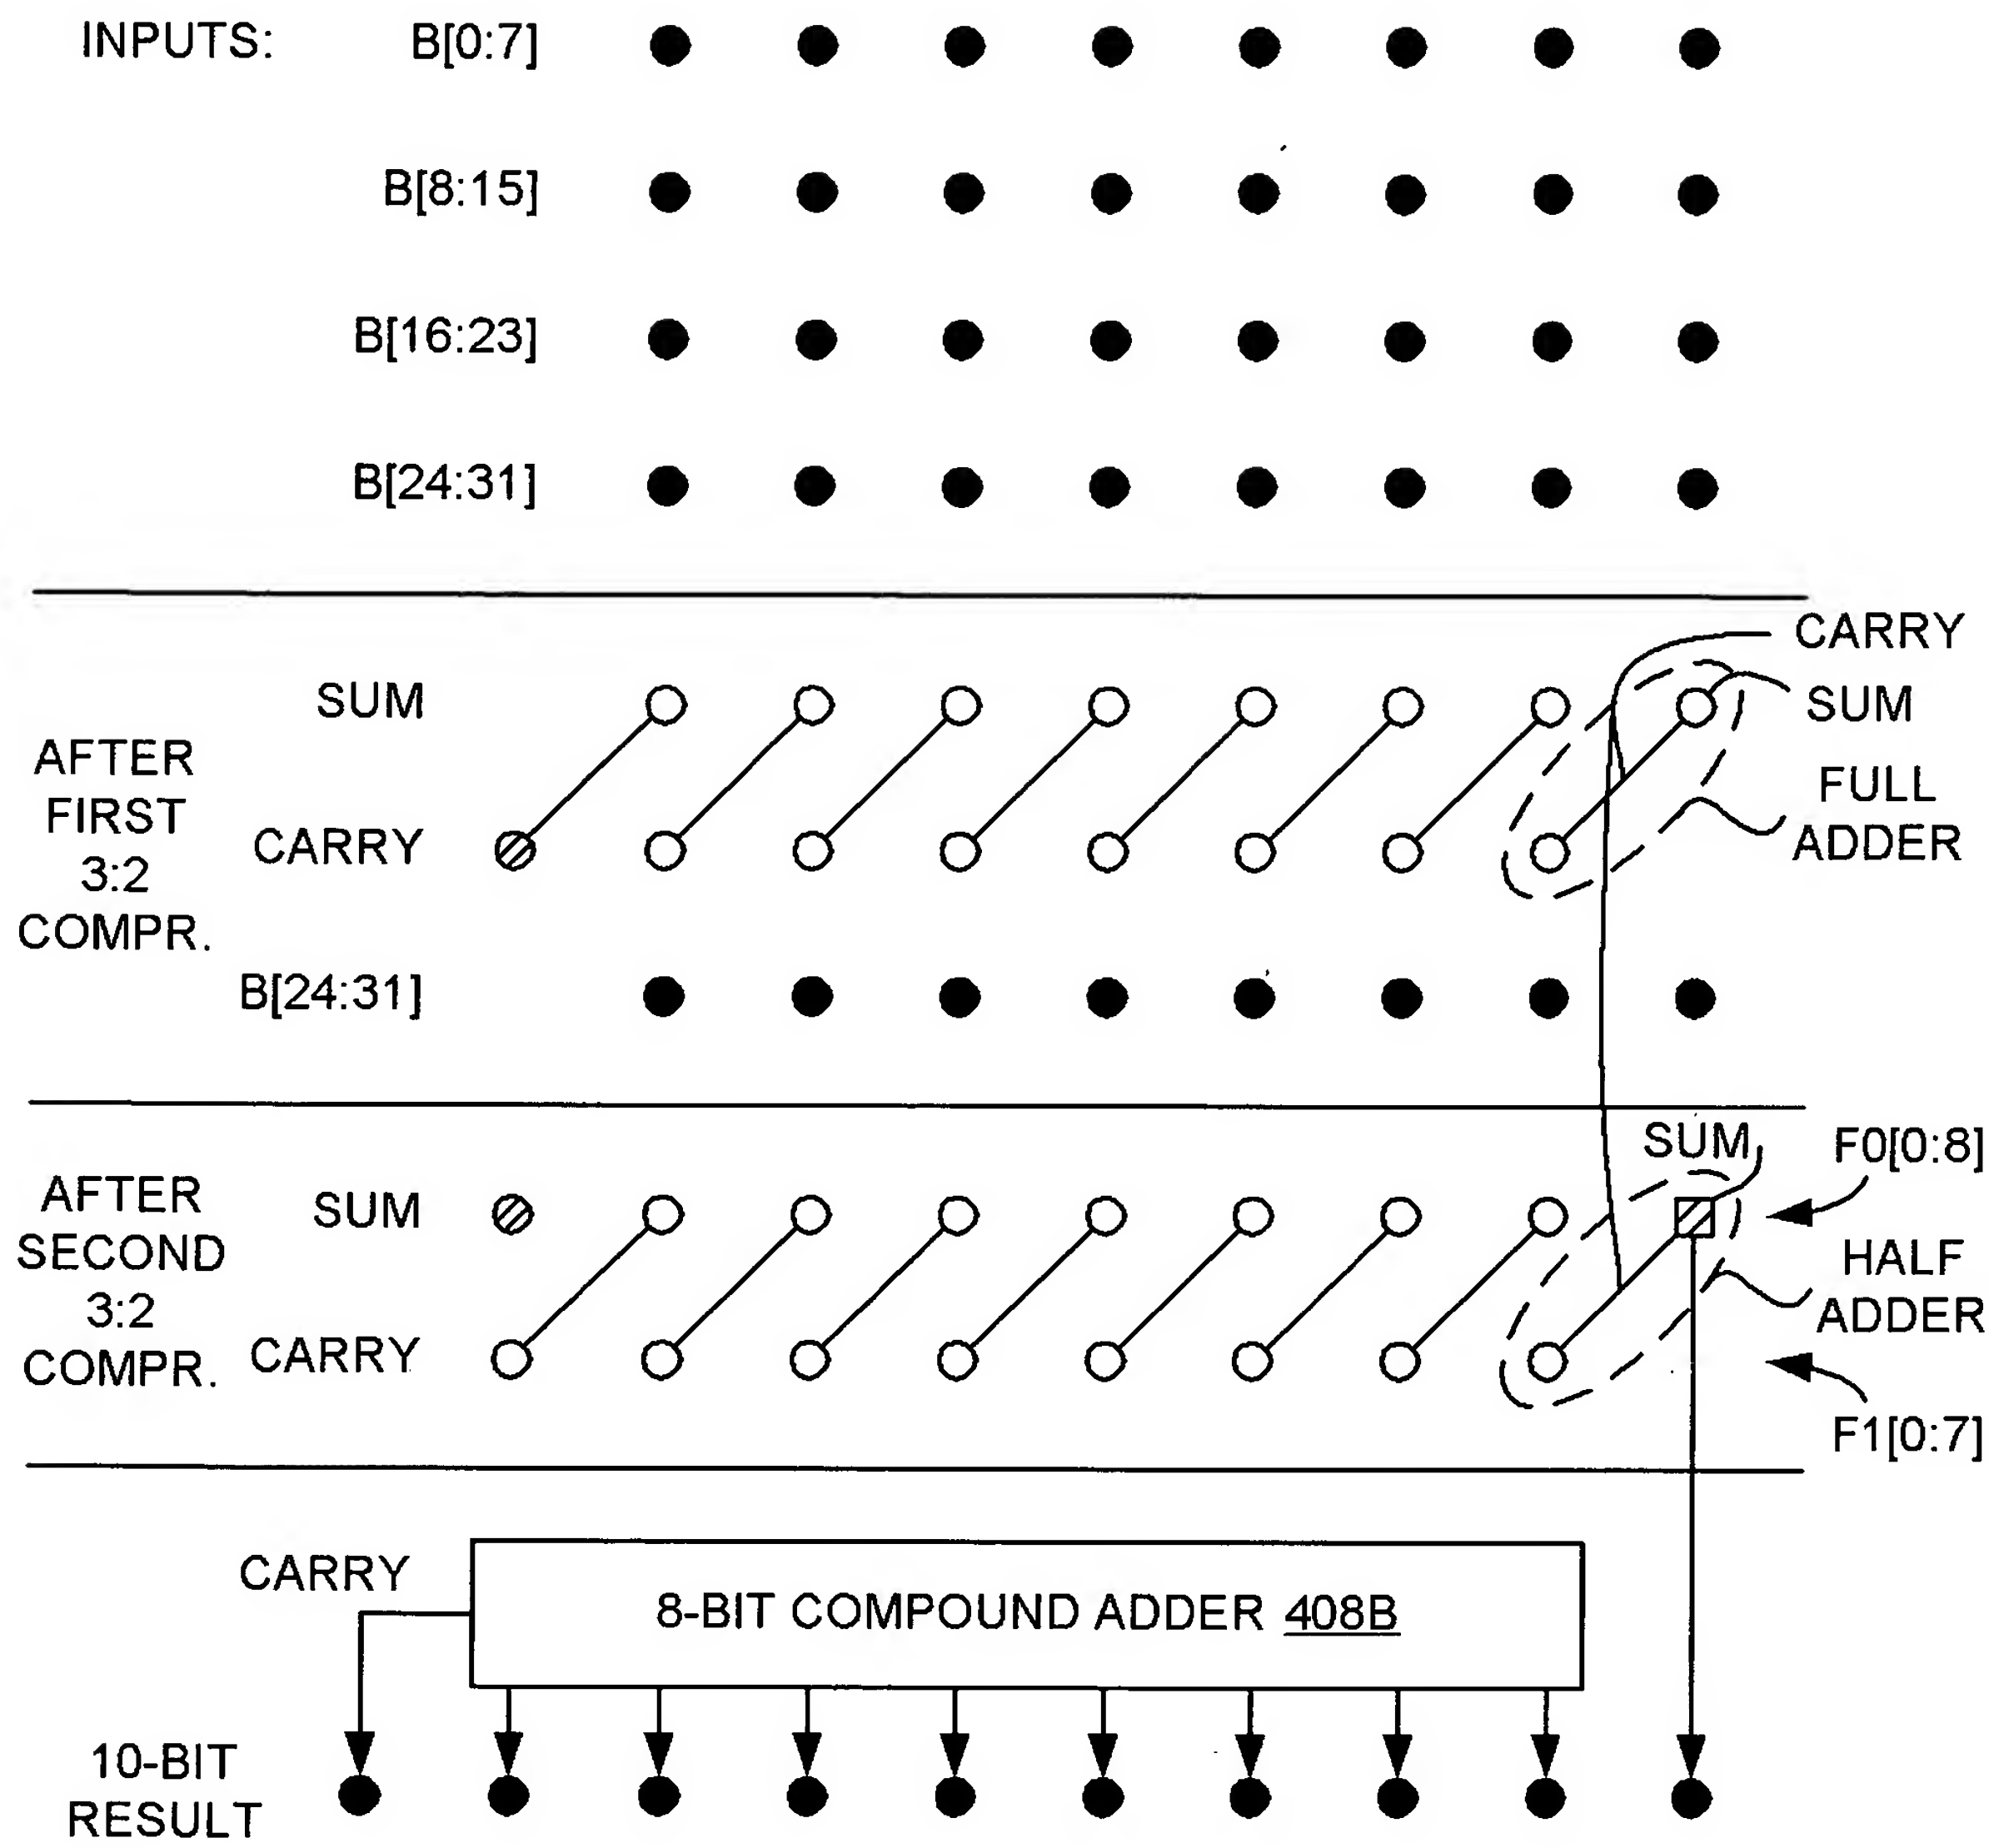 INPUTS: B[0:7]
B[8:15]
B[16:23]
B[24:31]
CARRY
SUM
SUM
AFTER
FIRST
3:2
COMPR.
CARRY
FULL
ADDER
B[24:31]
SUM
F0[0:8]
AFTER
SECOND
3:2
COMPR.
SUM
CARRY
HALF
ADDER
F1[0:7]
CARRY
8-BIT COMPOUND ADDER 408B
10-BIT
RESULT